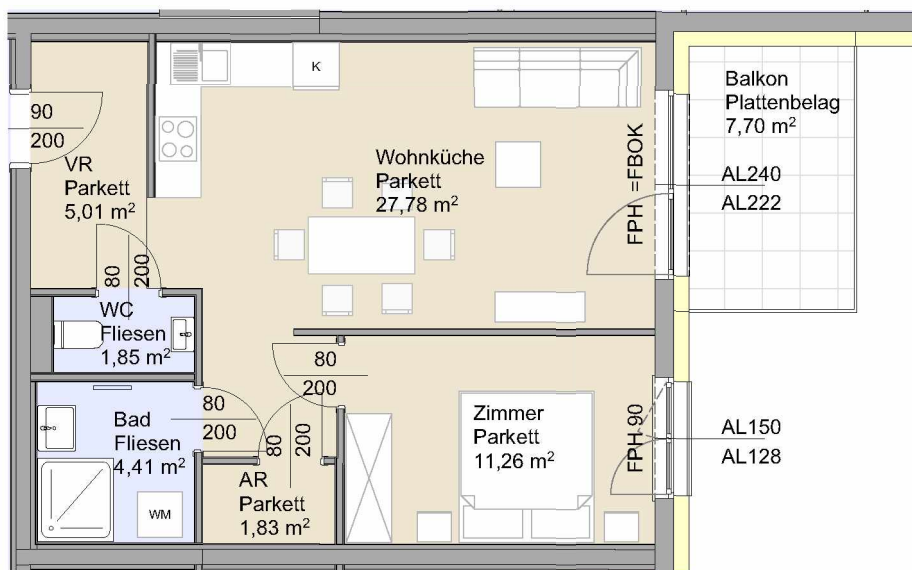 90
200
VR
Parkett
5,01 m²
K
Wohnküche
Parkett
27,78 m²
FPH =FBOK
Balkon
Plattenbelag
7,70 m²
AL240
AL222
80
200
WC
Fliesen
1,85 m²
80
200
Bad
Fliesen
4,41 m²
WM
80
200
80
200
AR
Parkett
1,83 m²
Zimmer
Parkett
11,26 m²
FPH 90
AL150
AL128